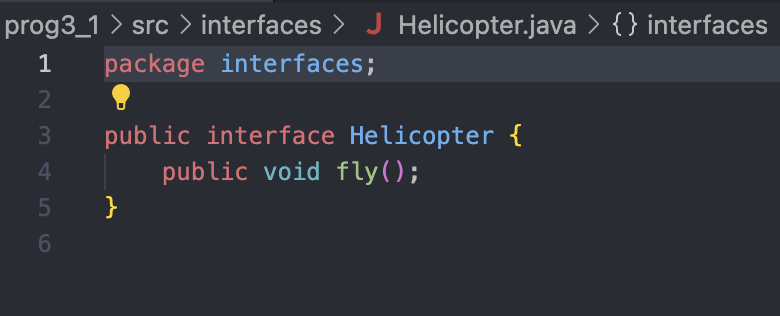 prog3_1 > src > interfaces > J Helicopter.java > {} interfaces
1 package interfaces;
2
3 public interface Helicopter {
4     public void fly();
5 }
6